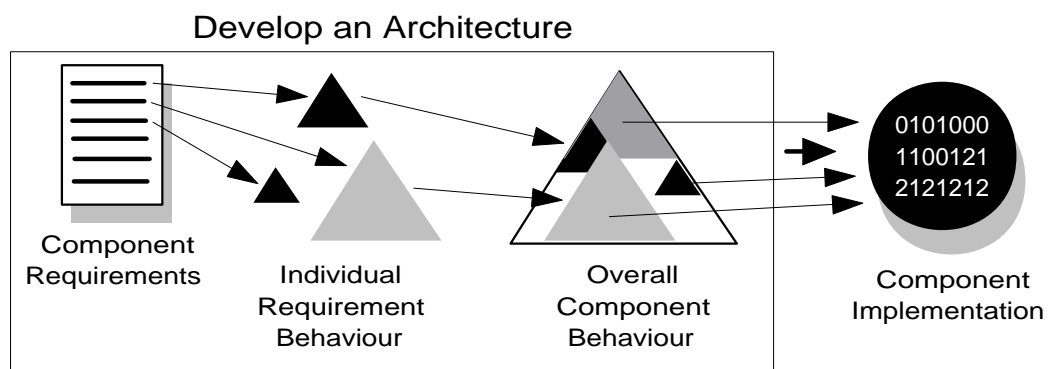 Develop an Architecture
Component
Requirements
Individual
Requirement
Behaviour
Overall
Component
Behaviour
0101000
1100121
2121212
Component
Implementation